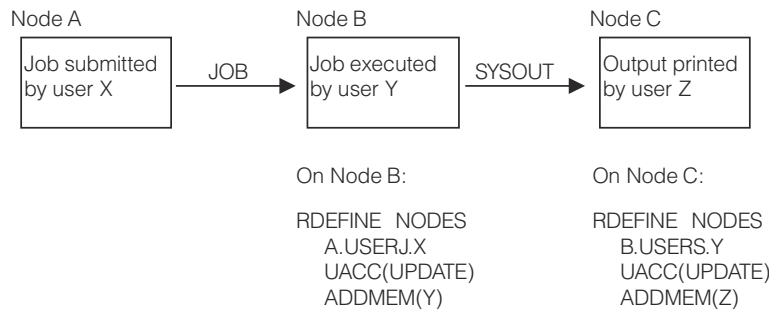 Node A
Node B
Node C
Job submitted
by user X
JOB
Job executed
by user Y
SYSOUT
Output printed
by user Z
On Node B:
RDEFINE NODES
A.USERJ.X
UACC(UPDATE)
ADDMEM(Y)
On Node C:
RDEFINE NODES
B.USERS.Y
UACC(UPDATE)
ADDMEM(Z)